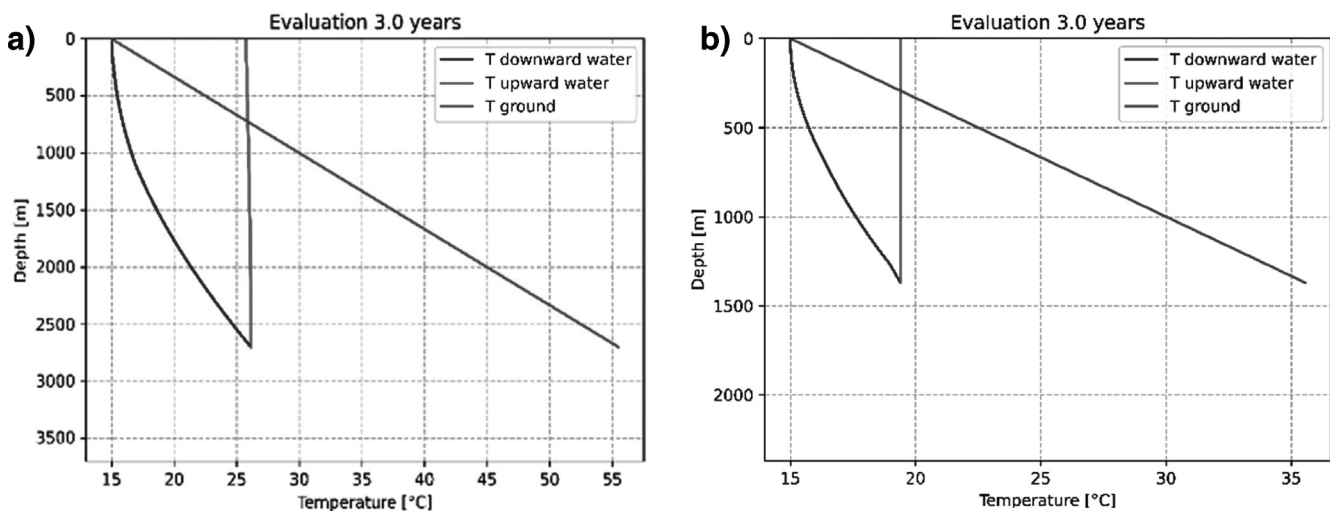 a)
Evaluation 3.0 years
T downward water
T upward water
T ground
0
500
1000
1500
2000
2500
3000
3500
Depth [m]
15
20
25
30
35
40
45
50
55
Temperature [°C]
b)
Evaluation 3.0 years
T downward water
T upward water
T ground
0
500
1000
1500
2000
Depth [m]
15
20
25
30
35
Temperature [°C]